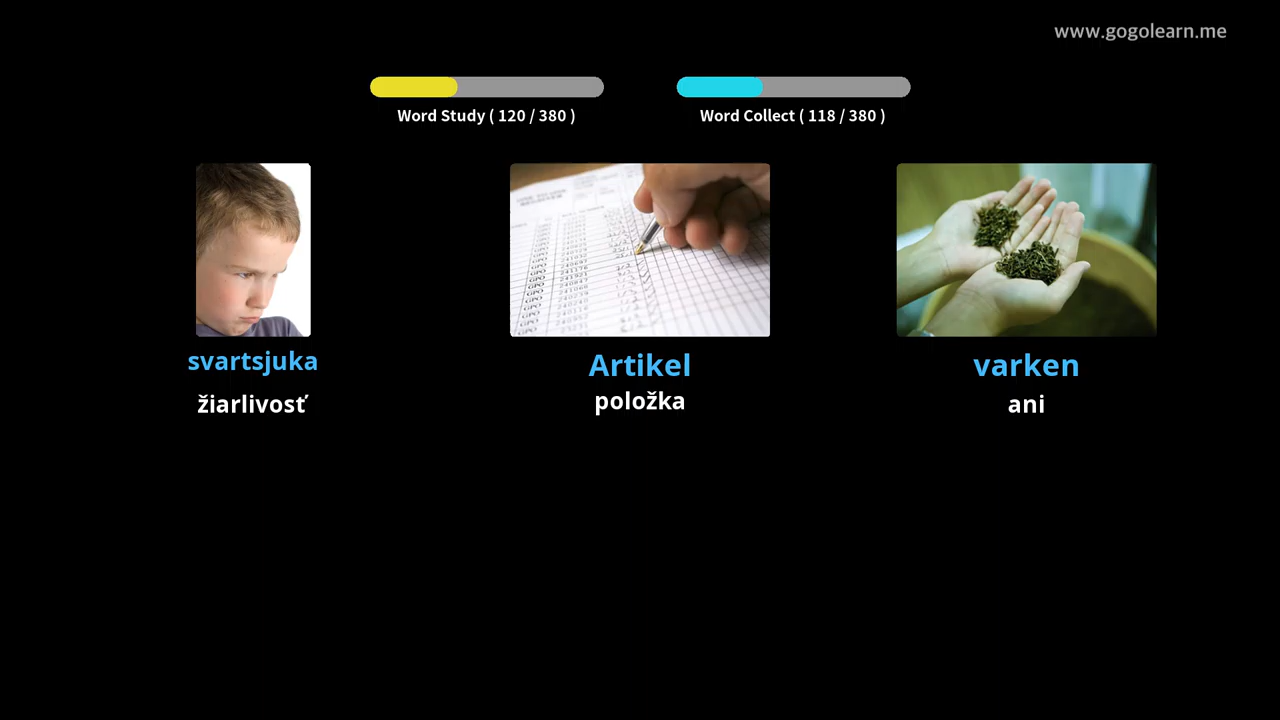 www.gogolearn.me
Word Study ( 120 / 380 )
Word Collect ( 118 / 380 )
svartsjuka
žiarlivosť
Artikel
položka
varken
ani